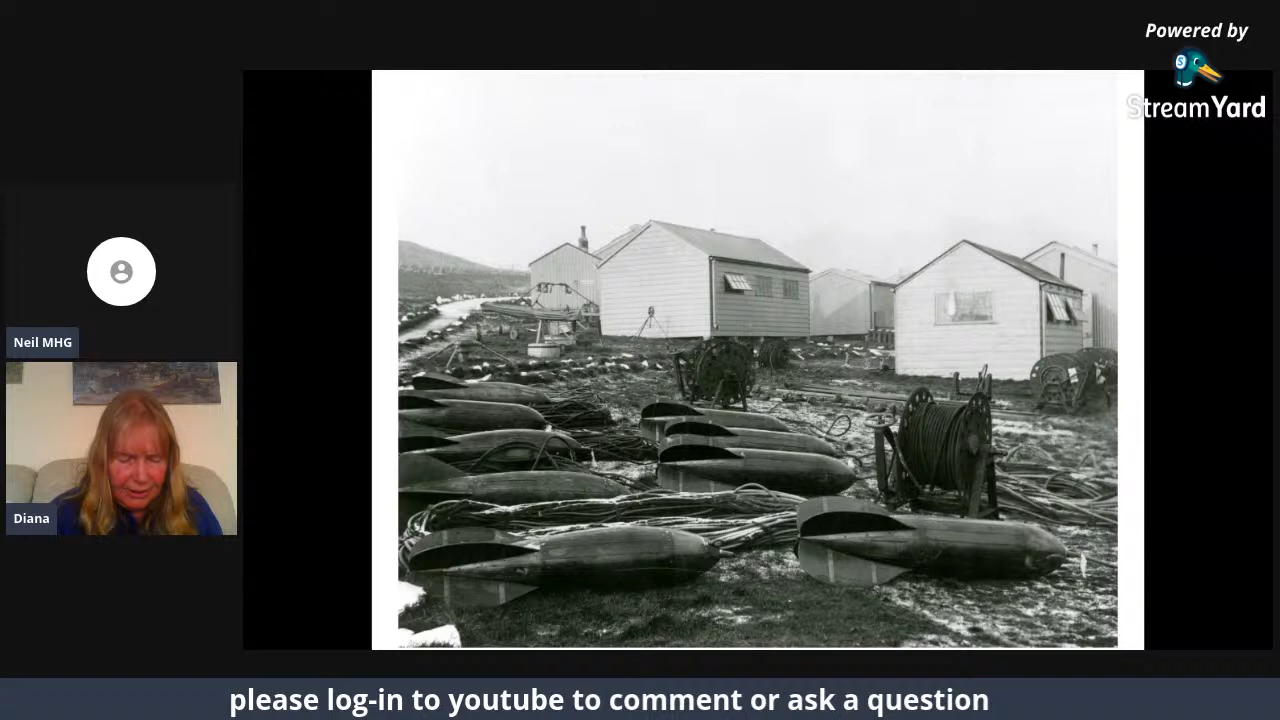 Powered by
StreamYard
Neil MHG
Diana
please log-in to youtube to comment or ask a question